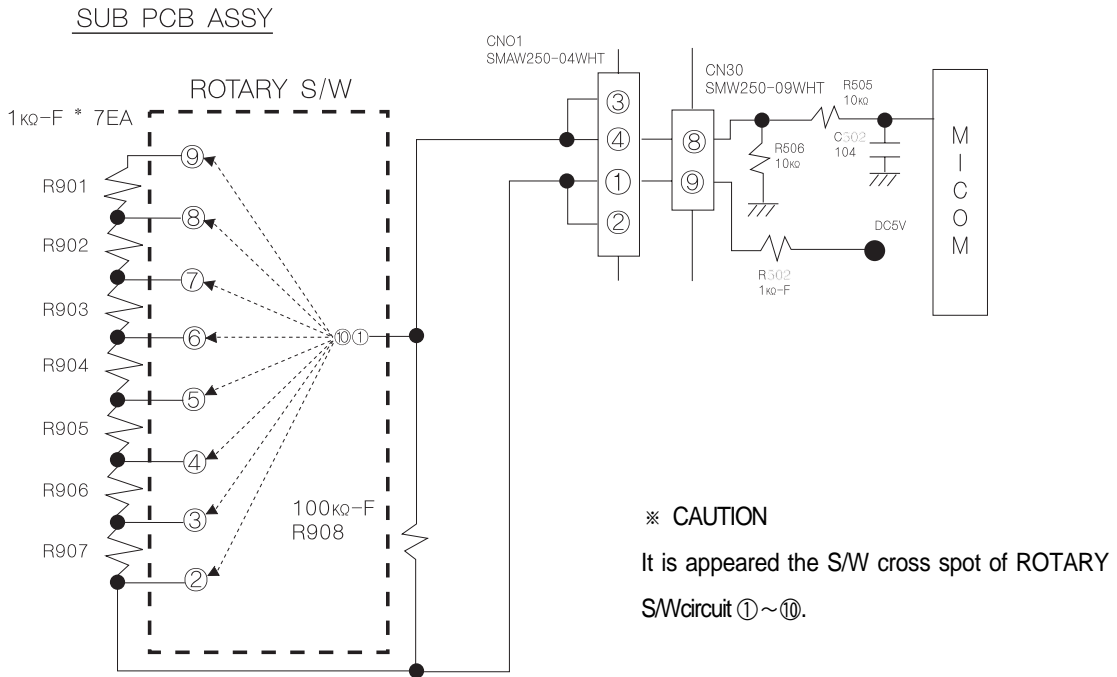 SUB PCB ASSY
CN01
SMAW250-04WHT
CN30
SMW250-09WHT
ROTARY S/W
1KΩ-F * 7EA
R901
R902
R903
R904
R905
R906
R907
⑨
⑧
⑦
⑥
⑤
④
③
②
⑩①
100KΩ-F
R908
③
④
①
②
⑧
⑨
R505
10KΩ
R506
10KΩ
C502
104
DC5V
R502
1KΩ-F
MICOM
※ CAUTION
It is appeared the S/W cross spot of ROTARY
S/Wcircuit ①~⑩.